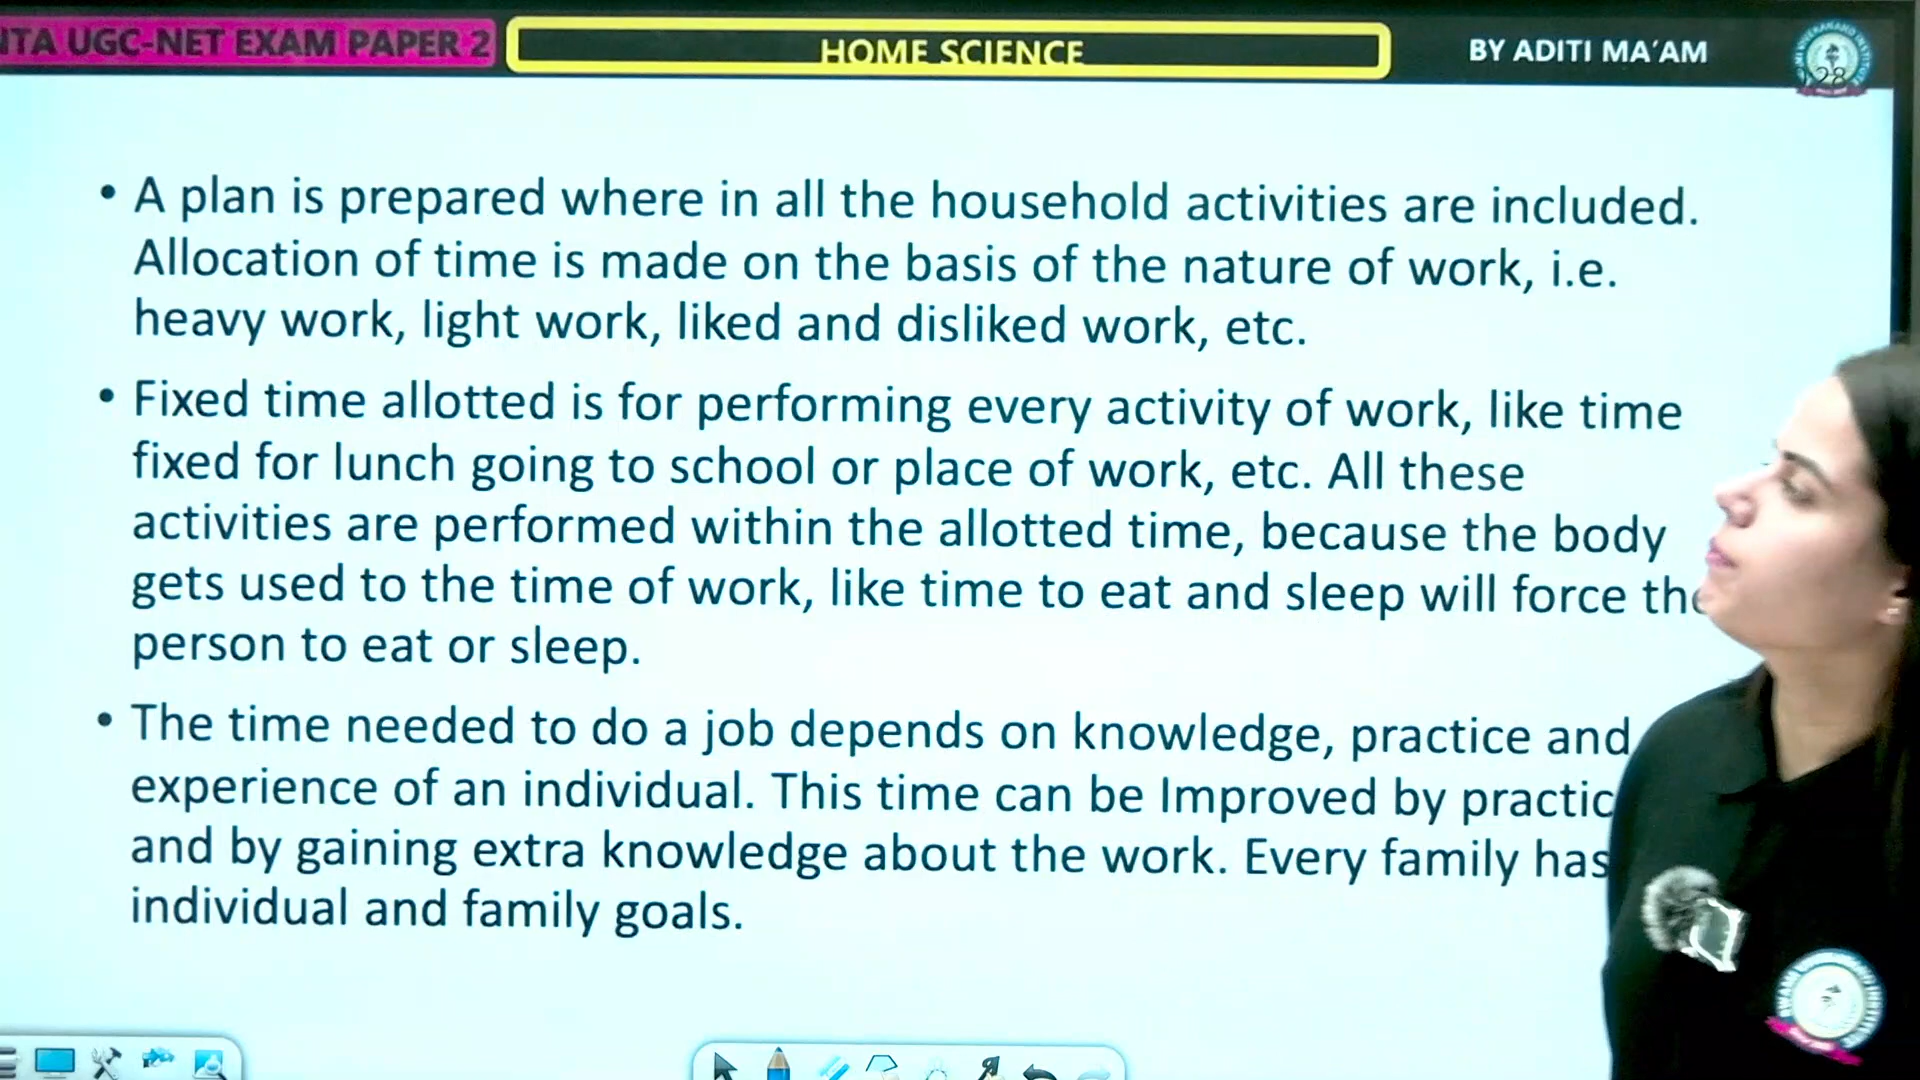 NTA UGC-NET EXAM PAPER 2
HOME SCIENCE
BY ADITI MA'AM
128
• A plan is prepared where in all the household activities are included.
Allocation of time is made on the basis of the nature of work, i.e.
heavy work, light work, liked and disliked work, etc.
• Fixed time allotted is for performing every activity of work, like time
fixed for lunch going to school or place of work, etc. All these
activities are performed within the allotted time, because the body
gets used to the time of work, like time to eat and sleep will force the
person to eat or sleep.
• The time needed to do a job depends on knowledge, practice and
experience of an individual. This time can be Improved by practic
and by gaining extra knowledge about the work. Every family has
individual and family goals.